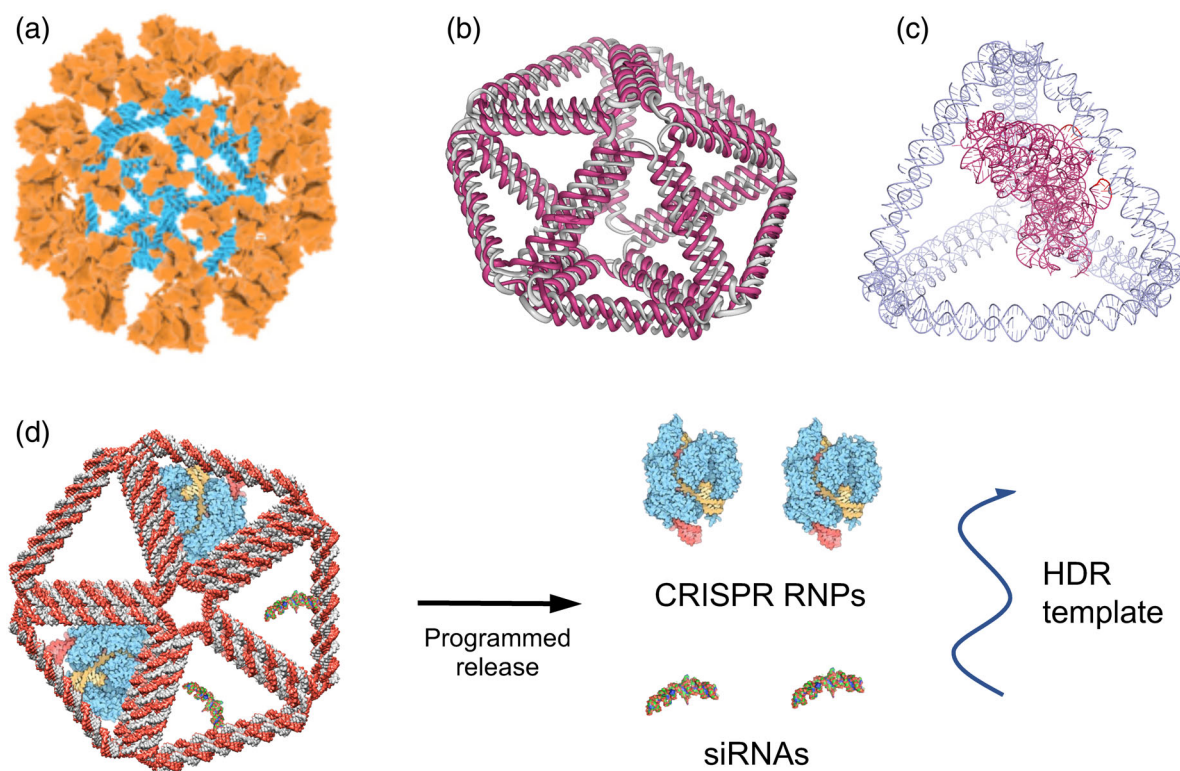 (a)
(b)
(c)
(d)
Programmed
release
CRISPR RNPs
siRNAs
HDR
template